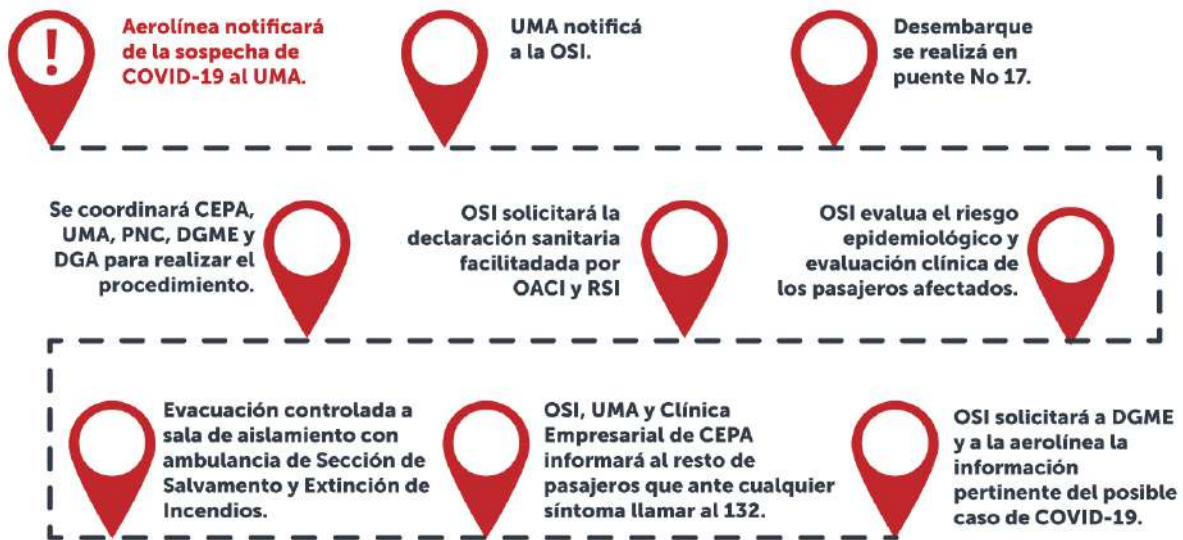 !
Aerolínea notificará
de la sospecha de
COVID-19 al UMA.
UMA notificá
a la OSI.
Desembarque
se realizá en
puente No 17.
OSI evalua el riesgo
epidemiológico y
evaluación clínica de
los pasajeros afectados.
OSI solicitará la
declaración sanitaria
facilitadada por
OACI y RSI
Se coordinará CEPA,
UMA, PNC, DGME y
DGA para realizar el
procedimiento.
Evacuación controlada a
sala de aislamiento con
ambulancia de Sección de
Salvamento y Extinción de
Incendios.
OSI, UMA y Clínica
Empresarial de CEPA
informará al resto de
pasajeros que ante cualquier
síntoma llamar al 132.
OSI solicitará a DGME
y a la aerolínea la
información
pertinente del posible
caso de COVID-19.